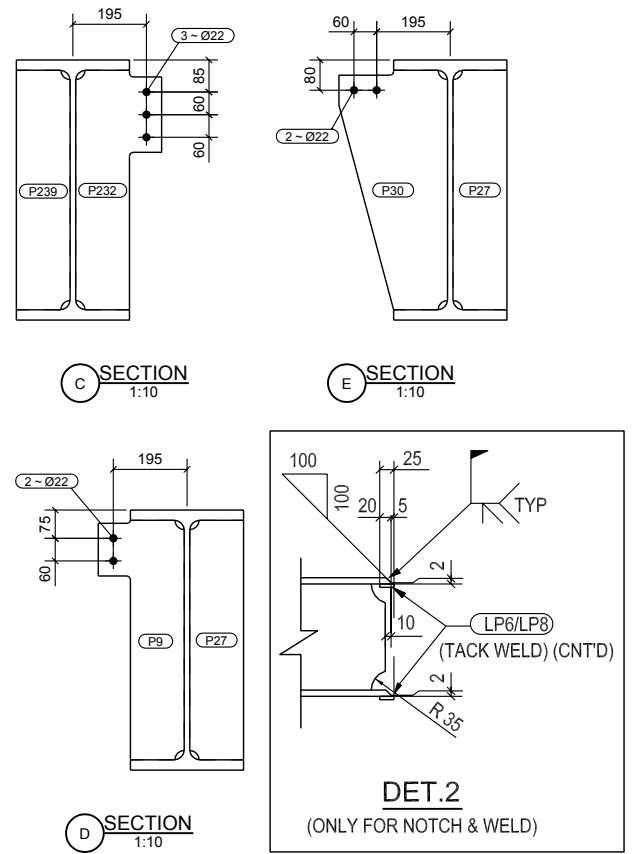 195
3 ~ Ø22
85
60
60
P239
P232
C
SECTION
1:10
60
195
80
2 ~ Ø22
P30
P27
E
SECTION
1:10
195
2 ~ Ø22
75
60
P9
P27
D
SECTION
1:10
100
25
100
20
5
TYP
2
10
LP6/LP8
(TACK WELD) (CNT'D)
2
R 35
DET.2
(ONLY FOR NOTCH & WELD)